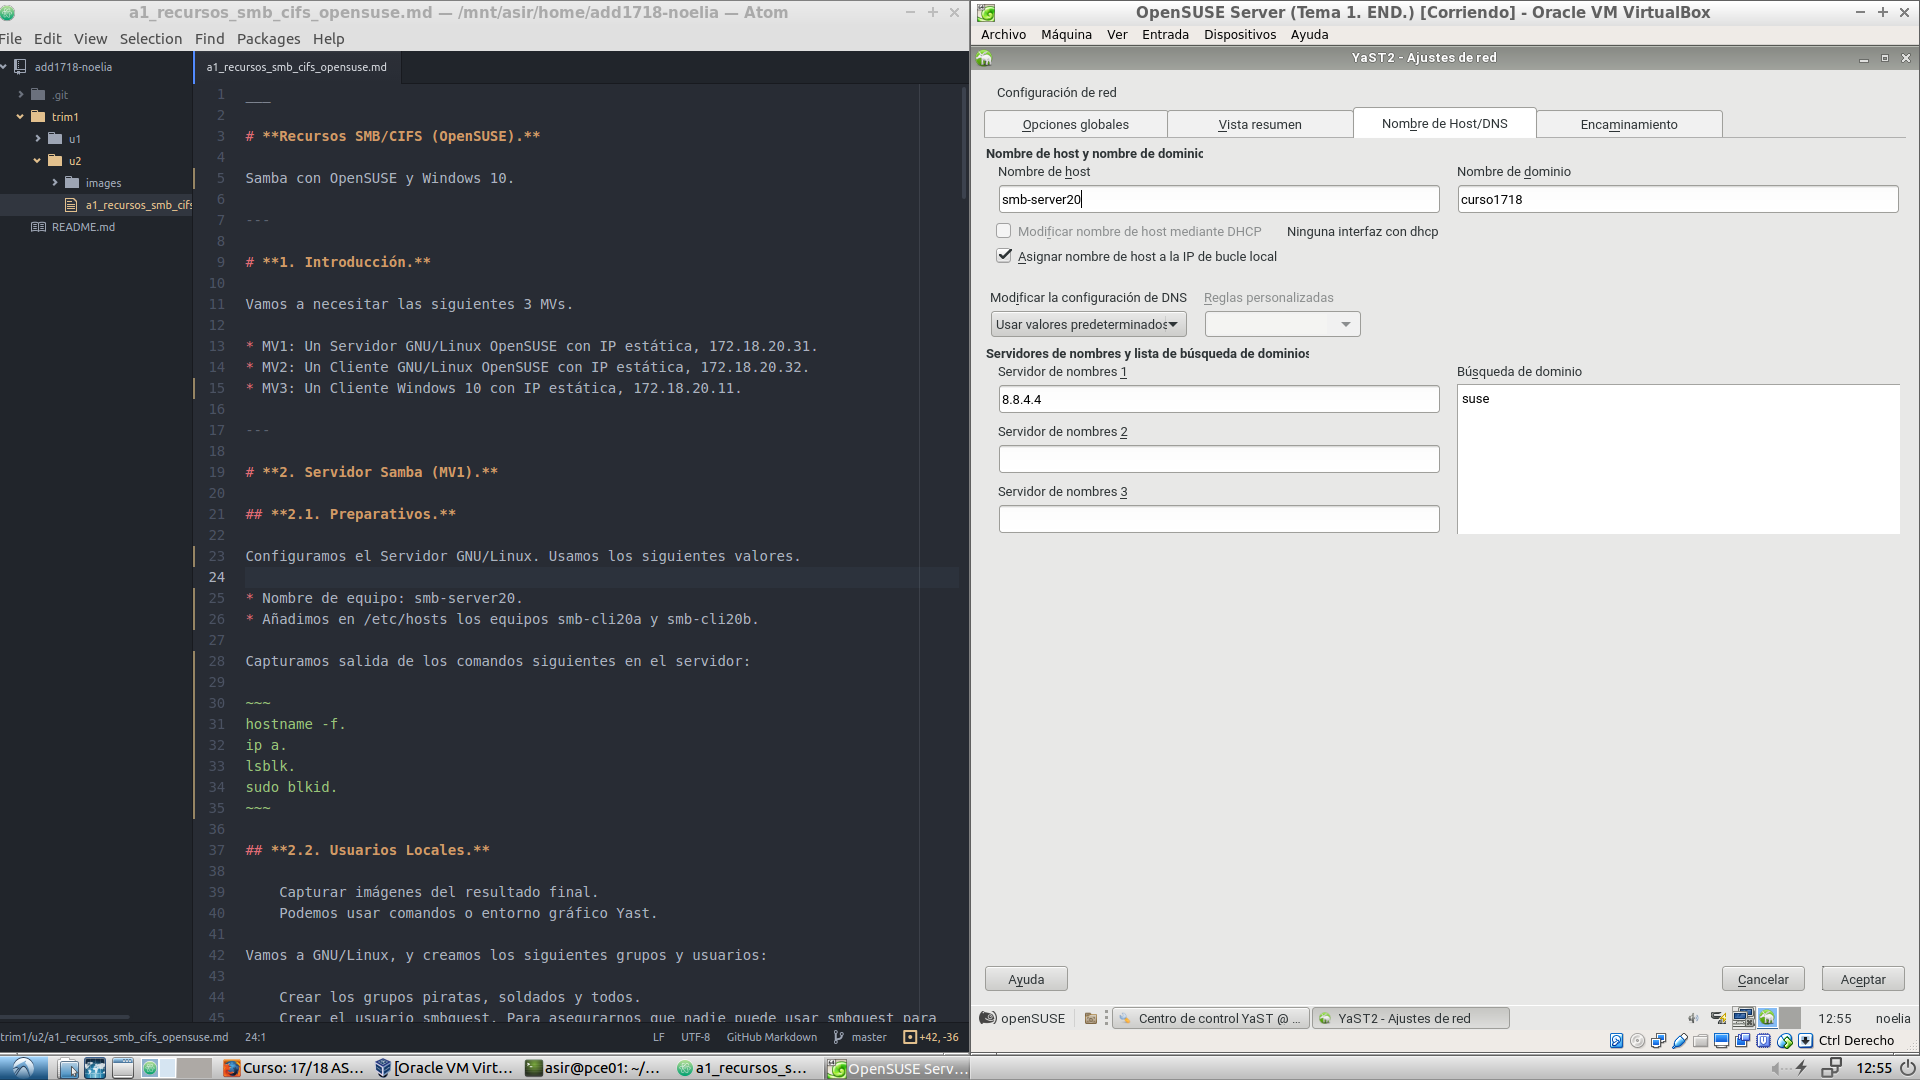 a1_recursos_smb_cifs_opensuse.md — /mnt/asir/home/add1718-noelia — Atom
File Edit View Selection Find Packages Help
add1718-noelia
.git
trim1
u1
u2
images
a1_recursos_smb_cifs
README.md
a1_recursos_smb_cifs_opensuse.md
1 ___
2
3 # **Recursos SMB/CIFS (OpenSUSE).**
4
5 Samba con OpenSUSE y Windows 10.
6
7 ---
8
9 # **1. Introducción.**
10
11 Vamos a necesitar las siguientes 3 MVs.
12
13 * MV1: Un Servidor GNU/Linux OpenSUSE con IP estática, 172.18.20.31.
14 * MV2: Un Cliente GNU/Linux OpenSUSE con IP estática, 172.18.20.32.
15 * MV3: Un Cliente Windows 10 con IP estática, 172.18.20.11.
16
17 ---
18
19 # **2. Servidor Samba (MV1).**
20
21 ## **2.1. Preparativos.**
22
23 Configuramos el Servidor GNU/Linux. Usamos los siguientes valores.
24
25 * Nombre de equipo: smb-server20.
26 * Añadimos en /etc/hosts los equipos smb-cli20a y smb-cli20b.
27
28 Capturamos salida de los comandos siguientes en el servidor:
29
30 ~~~
31 hostname -f.
32 ip a.
33 lsblk.
34 sudo blkid.
35 ~~~
36
37 ## **2.2. Usuarios Locales.**
38
39 Capturar imágenes del resultado final.
40 Podemos usar comandos o entorno gráfico Yast.
41
42 Vamos a GNU/Linux, y creamos los siguientes grupos y usuarios:
43
44 Crear los grupos piratas, soldados y todos.
45 Crear el usuario smbguest. Para asegurarnos que nadie puede usar smbguest para
trim1/u2/a1_recursos_smb_cifs_opensuse.md 24:1 LF UTF-8 GitHub Markdown master +42, -36
OpenSUSE Server (Tema 1. END.) [Corriendo] - Oracle VM VirtualBox
Archivo Máquina Ver Entrada Dispositivos Ayuda
YaST2 - Ajustes de red
Configuración de red
Opciones globales Vista resumen Nombre de Host/DNS Encaminamiento
Nombre de host y nombre de dominio
Nombre de host Nombre de dominio
smb-server20 curso1718
Modificar nombre de host mediante DHCP Ninguna interfaz con dhcp
Asignar nombre de host a la IP de bucle local
Modificar la configuración de DNS Reglas personalizadas
Usar valores predeterminados
Servidores de nombres y lista de búsqueda de dominios
Servidor de nombres 1 Búsqueda de dominio
8.8.4.4 suse
Servidor de nombres 2
Servidor de nombres 3
Ayuda Cancelar Aceptar
openSUSE Centro de control YaST @ ... YaST2 - Ajustes de red 12:55 noelia
Ctrl Derecho
Curso: 17/18 AS... [Oracle VM Virt... asir@pce01: ~/... a1_recursos_s... OpenSUSE Serv... 12:55